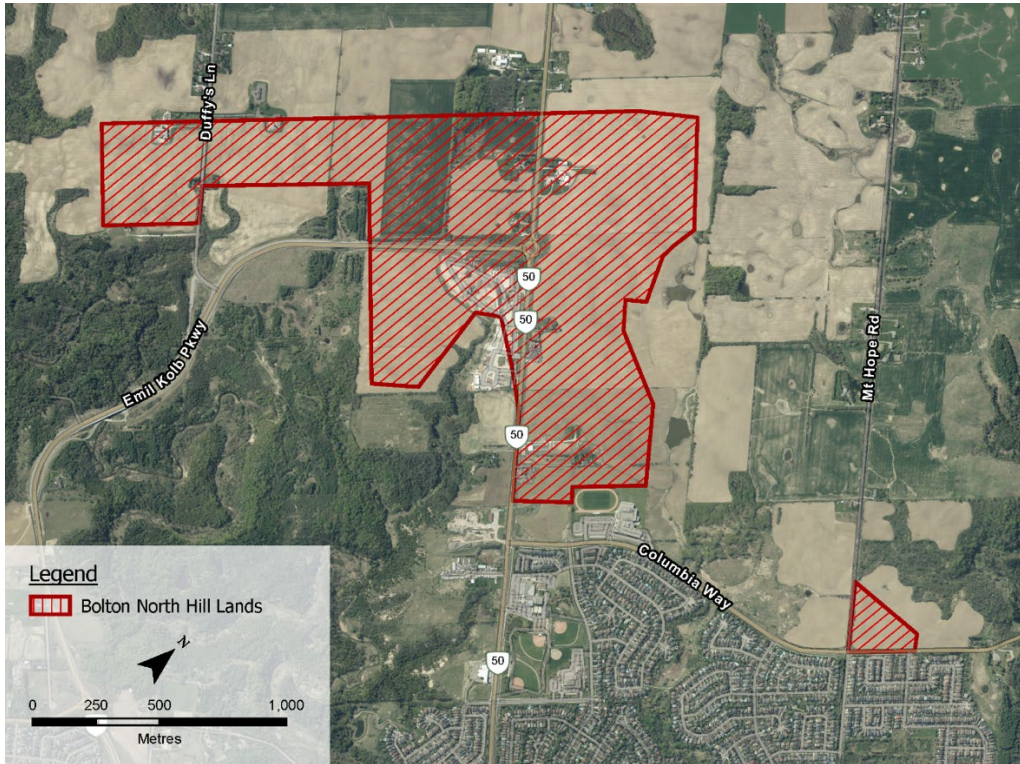 Duffy's Ln
50
50
Mt Hope Rd
Emil Kolb Pkwy
50
Columbia Way
50
Legend
Bolton North Hill Lands
N
0 250 500 1,000
Metres